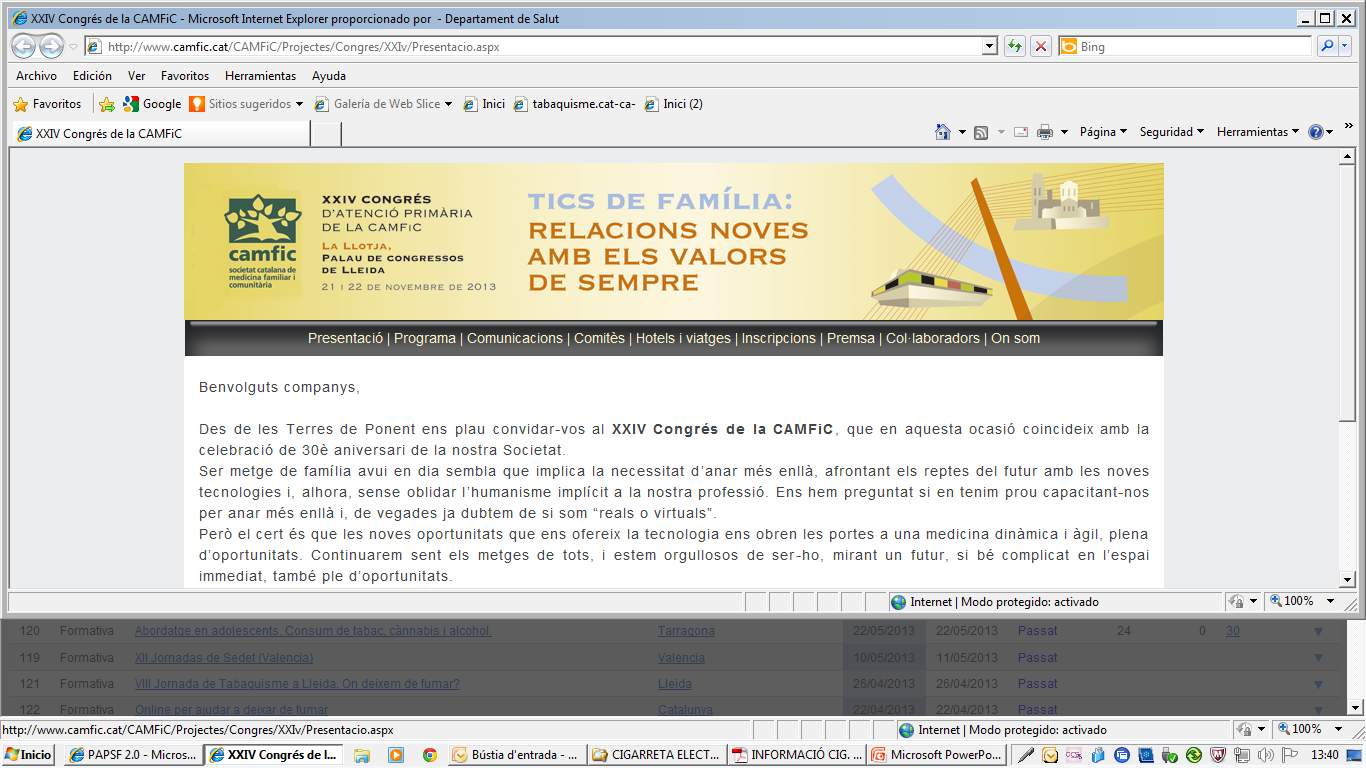 XXIV Congrés de la CAMFiC - Microsoft Internet Explorer proporcionado por - Departament de Salut
http://www.camfic.cat/CAMFiC/Projectes/Congres/XXIv/Presentacio.aspx
Bing
Archivo Edición Ver Favoritos Herramientas Ayuda
Favoritos Google Sitios sugeridos Galería de Web Slice Inici tabaquisme.cat-ca- Inici (2)
XXIV Congrés de la CAMFiC
Página Seguridad Herramientas »
camfic
societat catalana de
medicina familiar i
comunitària
XXIV CONGRÉS
D'ATENCIÓ PRIMÀRIA
DE LA CAMFIC
LA LLOTJA,
PALAU DE CONGRESSOS
DE LLEIDA
21 I 22 DE NOVEMBRE DE 2013
TICS DE FAMÍLIA:
RELACIONS NOVES
AMB ELS VALORS
DE SEMPRE
Presentació | Programa | Comunicacions | Comitès | Hotels i viatges | Inscripcions | Premsa | Col·laboradors | On som
Benvolguts companys,
Des de les Terres de Ponent ens plau convidar-vos al XXIV Congrés de la CAMFiC, que en aquesta ocasió coincideix amb la
celebració de 30è aniversari de la nostra Societat.
Ser metge de família avui en dia sembla que implica la necessitat d'anar més enllà, afrontant els reptes del futur amb les noves
tecnologies i, alhora, sense oblidar l'humanisme implícit a la nostra professió. Ens hem preguntat si en tenim prou capacitant-nos
per anar més enllà i, de vegades ja dubtem de si som “reals o virtuals”.
Però el cert és que les noves oportunitats que ens ofereix la tecnologia ens obren les portes a una medicina dinàmica i àgil, plena
d'oportunitats. Continuarem sent els metges de tots, i estem orgullosos de ser-ho, mirant un futur, si bé complicat en l'espai
immediat, també ple d'oportunitats.
Internet | Modo protegido: activado 100%
120 Formativa Abordatge en adolescents. Consum de tabac, cànnabis i alcohol. Tarragona 22/05/2013 22/05/2013 Passat 24 0 30
119 Formativa XII Jornadas de Sedet (Valencia) Valencia 10/05/2013 11/05/2013 Passat
121 Formativa VIII Jornada de Tabaquisme a Lleida. On deixem de fumar? Lleida 26/04/2013 26/04/2013 Passat
122 Formativa Online per ajudar a deixar de fumar Catalunya 22/04/2013 22/04/2013 Passat
http://www.camfic.cat/CAMFiC/Projectes/Congres/XXIv/Presentacio.aspx Internet | Modo protegido: activado 100%
Inicio PAPSF 2.0 - Micros... XXIV Congrés de l... Bústia d'entrada - ... CIGARRETA ELECT... INFORMACIÓ CIG. ... Microsoft PowerPo... 13:40